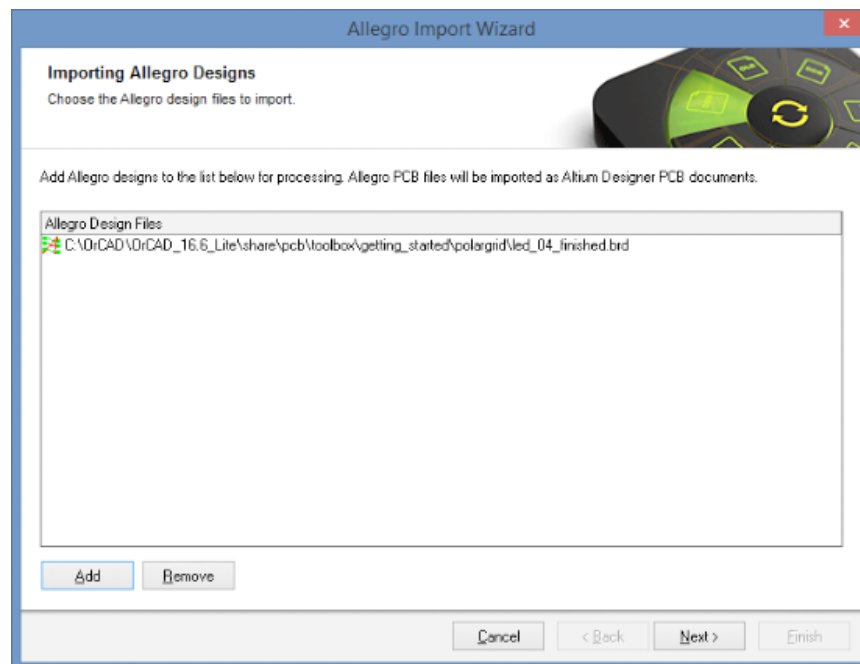 Allegro Import Wizard
Importing Allegro Designs
Choose the Allegro design files to import.
Add Allegro designs to the list below for processing. Allegro PCB files will be imported as Altium Designer PCB documents.
Allegro Design Files
C:\OrCAD\OrCAD_16.6_Lite\share\pcb\toolbox\getting_started\polargrid\led_04_finished.brd
Add Remove
Cancel < Back Next > Finish